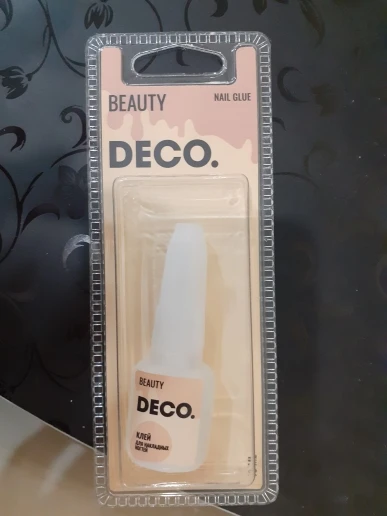 BEAUTY
NAIL GLUE
DECO.
BEAUTY
DECO.
КЛЕЙ
ДЛЯ НАКЛАДНЫХ
НОГТЕЙ